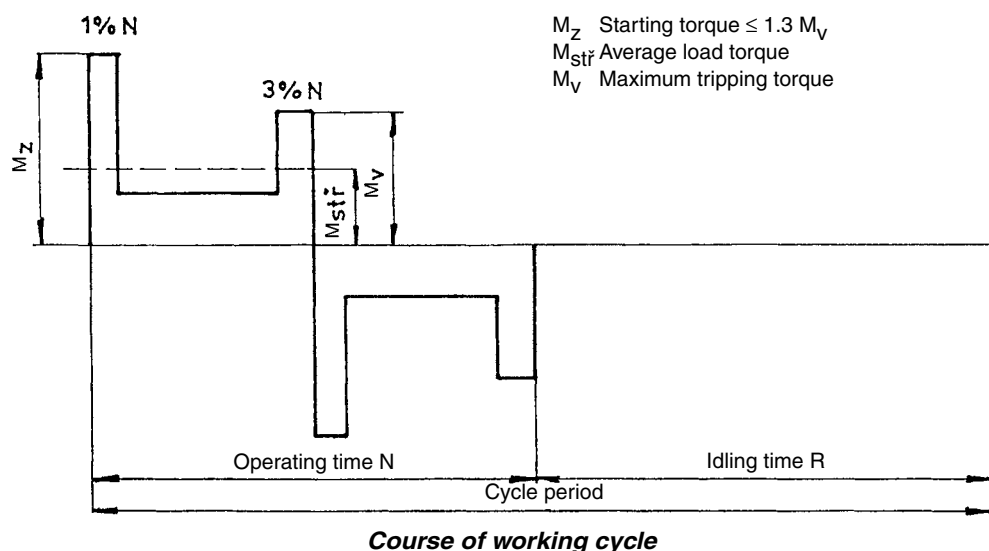 1% N
M_z Starting torque ≤ 1.3 M_v
M_stř Average load torque
M_v Maximum tripping torque
3% N
M_z
M_stř
M_v
Operating time N
Idling time R
Cycle period
Course of working cycle